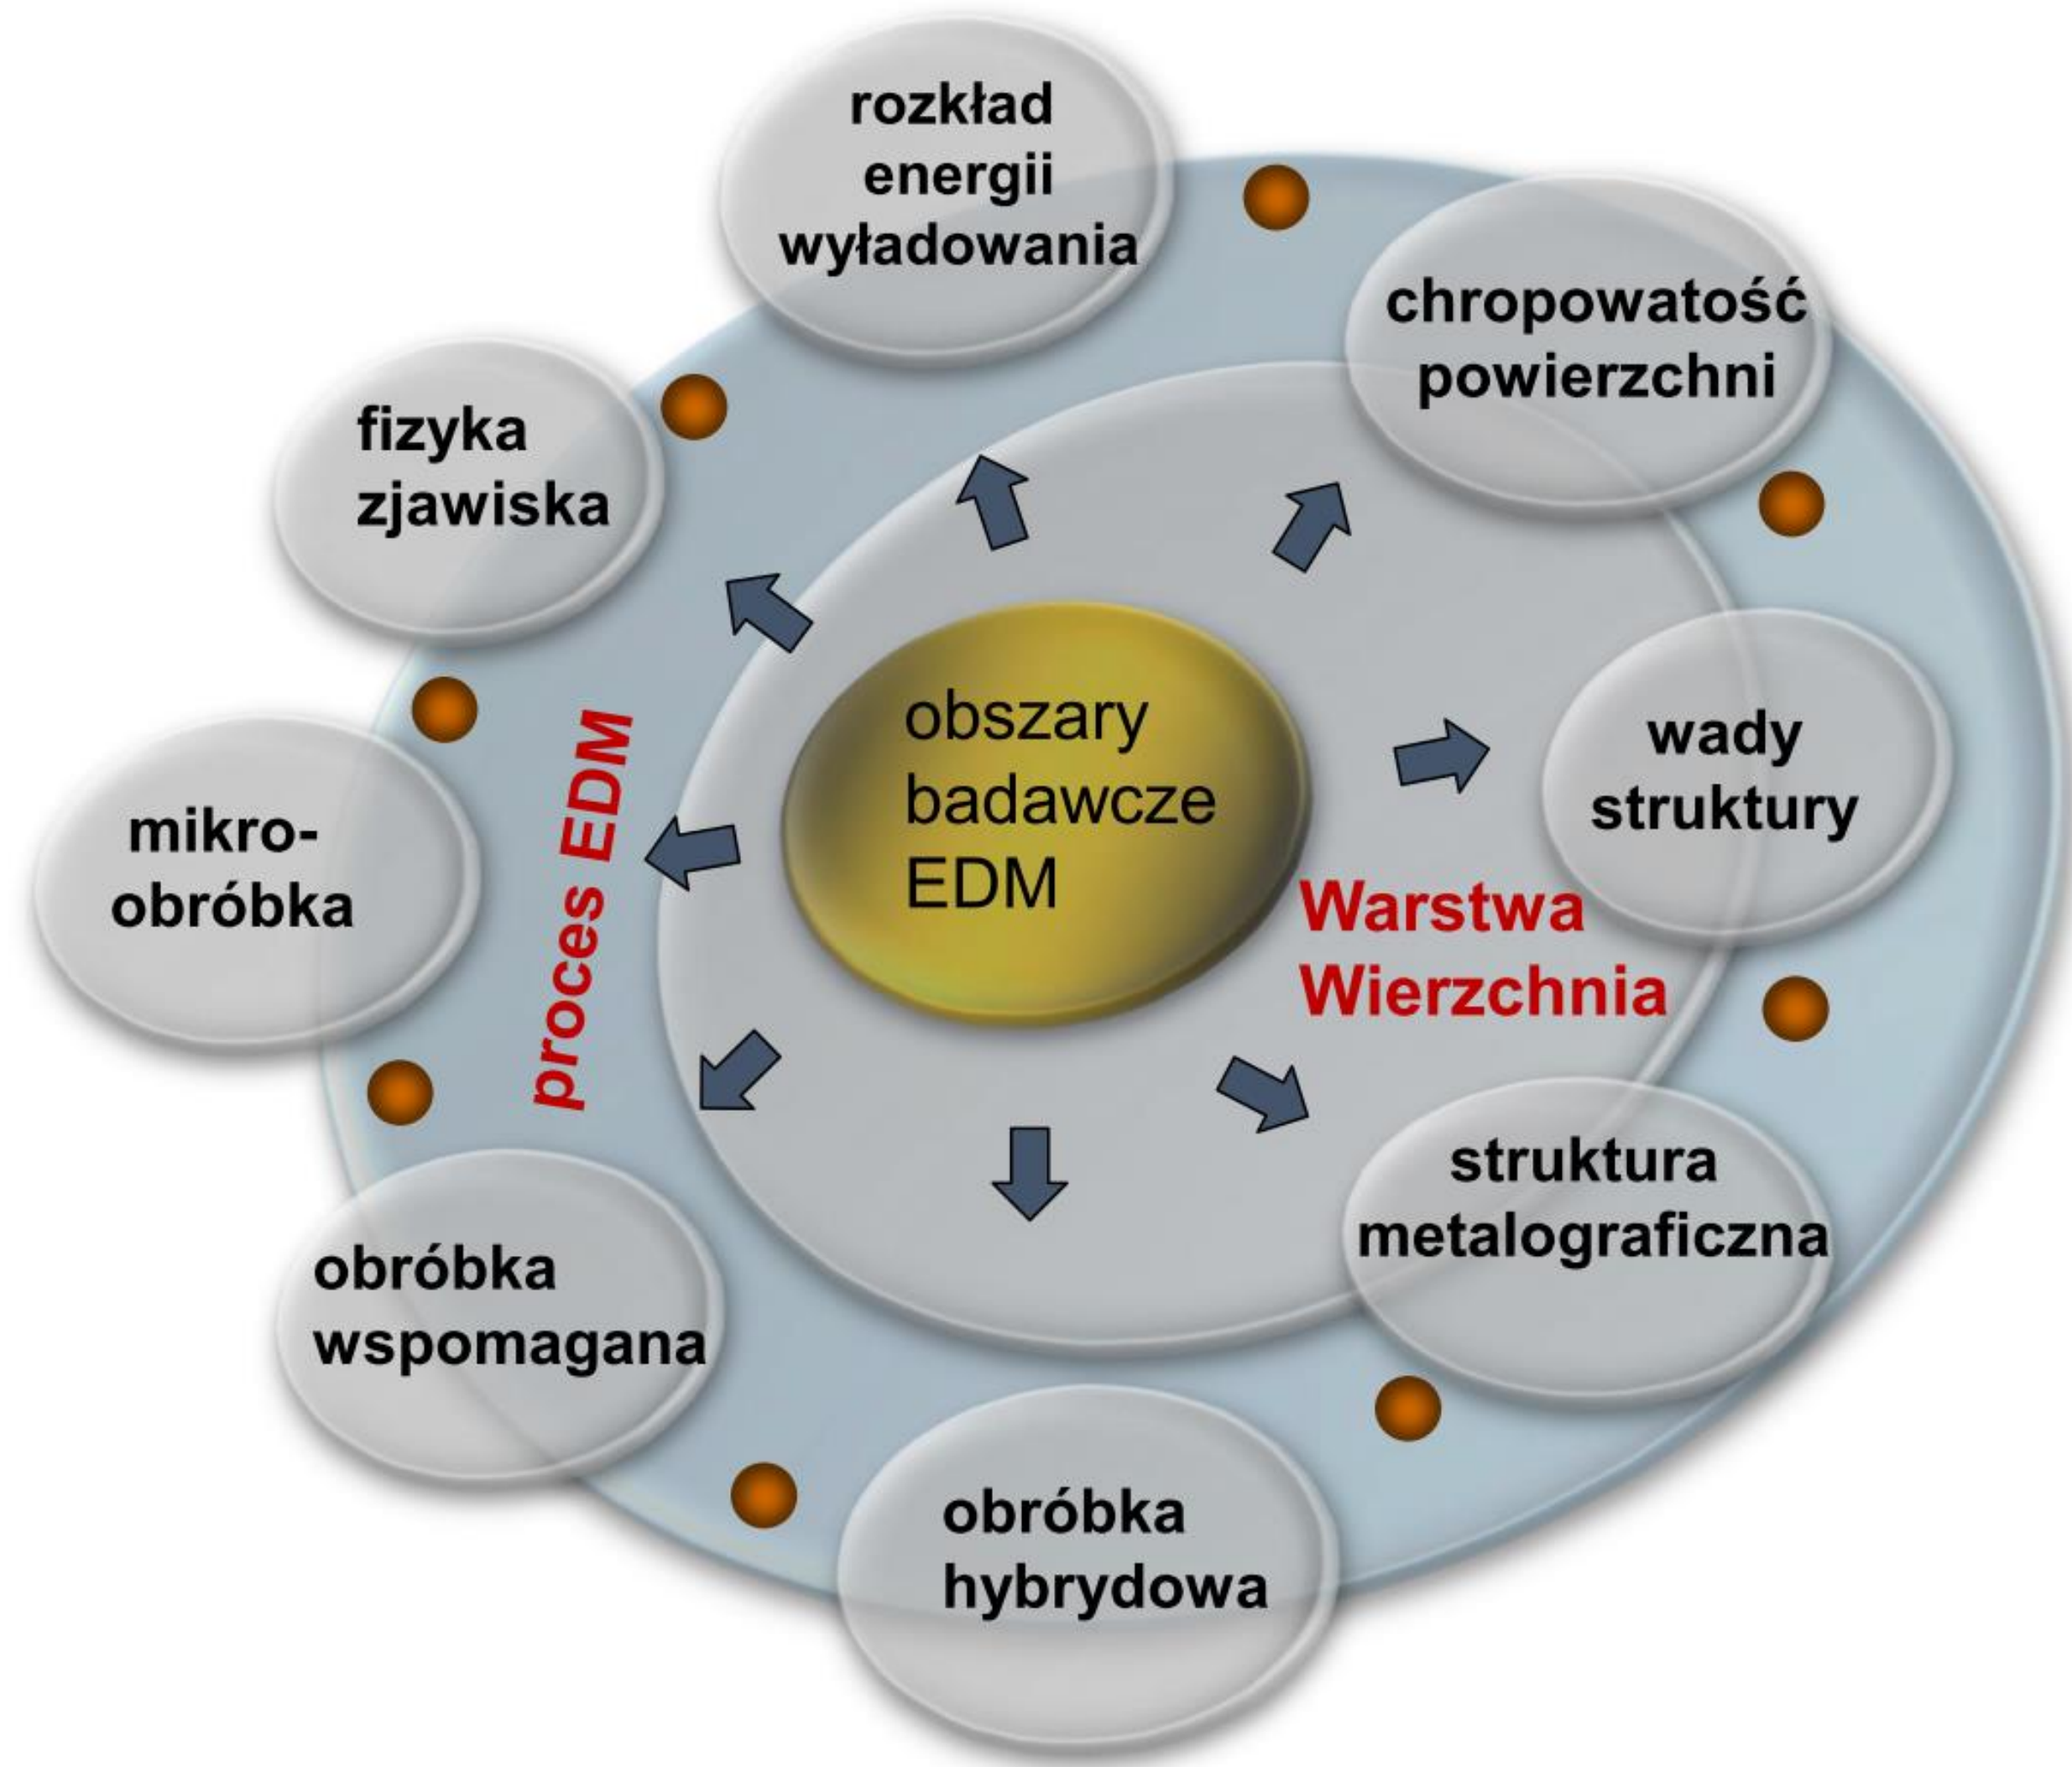 rozkład
energii
wyładowania
chropowatość
powierzchni
fizyka
zjawiska
wady
struktury
obszary
badawcze
EDM
proces EDM
mikro-
obróbka
Warstwa
Wierzchnia
struktura
metalograficzna
obróbka
wspomagana
obróbka
hybrydowa